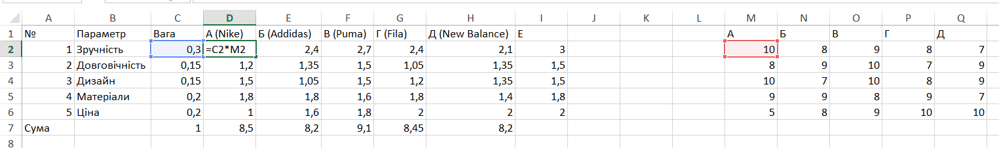 A B C D E F G H I J K L M N O P Q
1 № Параметр Вага А (Nike) Б (Addidas) В (Puma) Г (Fila) Д (New Balance) Е А Б В Г Д
2 1 Зручність 0,3 =C2*M2 2,4 2,7 2,4 2,1 3 10 8 9 8 7
3 2 Довговічність 0,15 1,2 1,35 1,5 1,05 1,35 1,5 8 9 10 7 9
4 3 Дизайн 0,15 1,5 1,05 1,5 1,2 1,35 1,5 10 7 10 8 9
5 4 Матеріали 0,2 1,8 1,8 1,6 1,8 1,4 1,8 9 9 8 9 7
6 5 Ціна 0,2 1 1,6 1,8 2 2 2 5 8 9 10 10
7 Сума 1 8,5 8,2 9,1 8,45 8,2
8